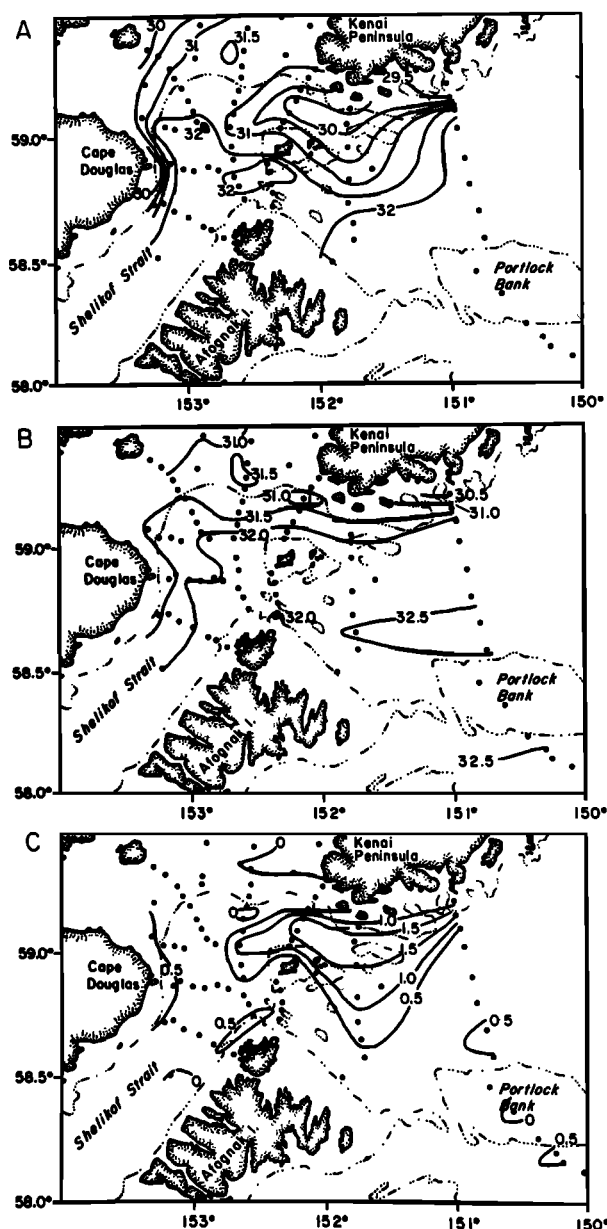 A
30
31
31.5
Kenai
Peninsula
29.5
59.0°
32
31
30.
Cape
Douglas
30
32
32
58.5°
Shelikof Strait
Portlock
Bank
Afognak I.
58.0°
153°
152°
151°
150°
B
31.0
31.5
Kenai
Peninsula
31.0
30.5
31.0
31.5
32.0
59.0°
Cape
Douglas
32.0
32.5
58.5°
Shelikof Strait
Portlock
Bank
Afognak I.
32.5
58.0°
153°
152°
151°
150°
C
0
Kenai
Peninsula
0
1.0
1.5
59.0°
1.5
Cape
Douglas
0.5
1.0
0.5
0.5
0.5
58.5°
0
Shelikof Strait
Portlock
Bank
0
Afognak I.
0.5
58.0°
153°
152°
151°
150°